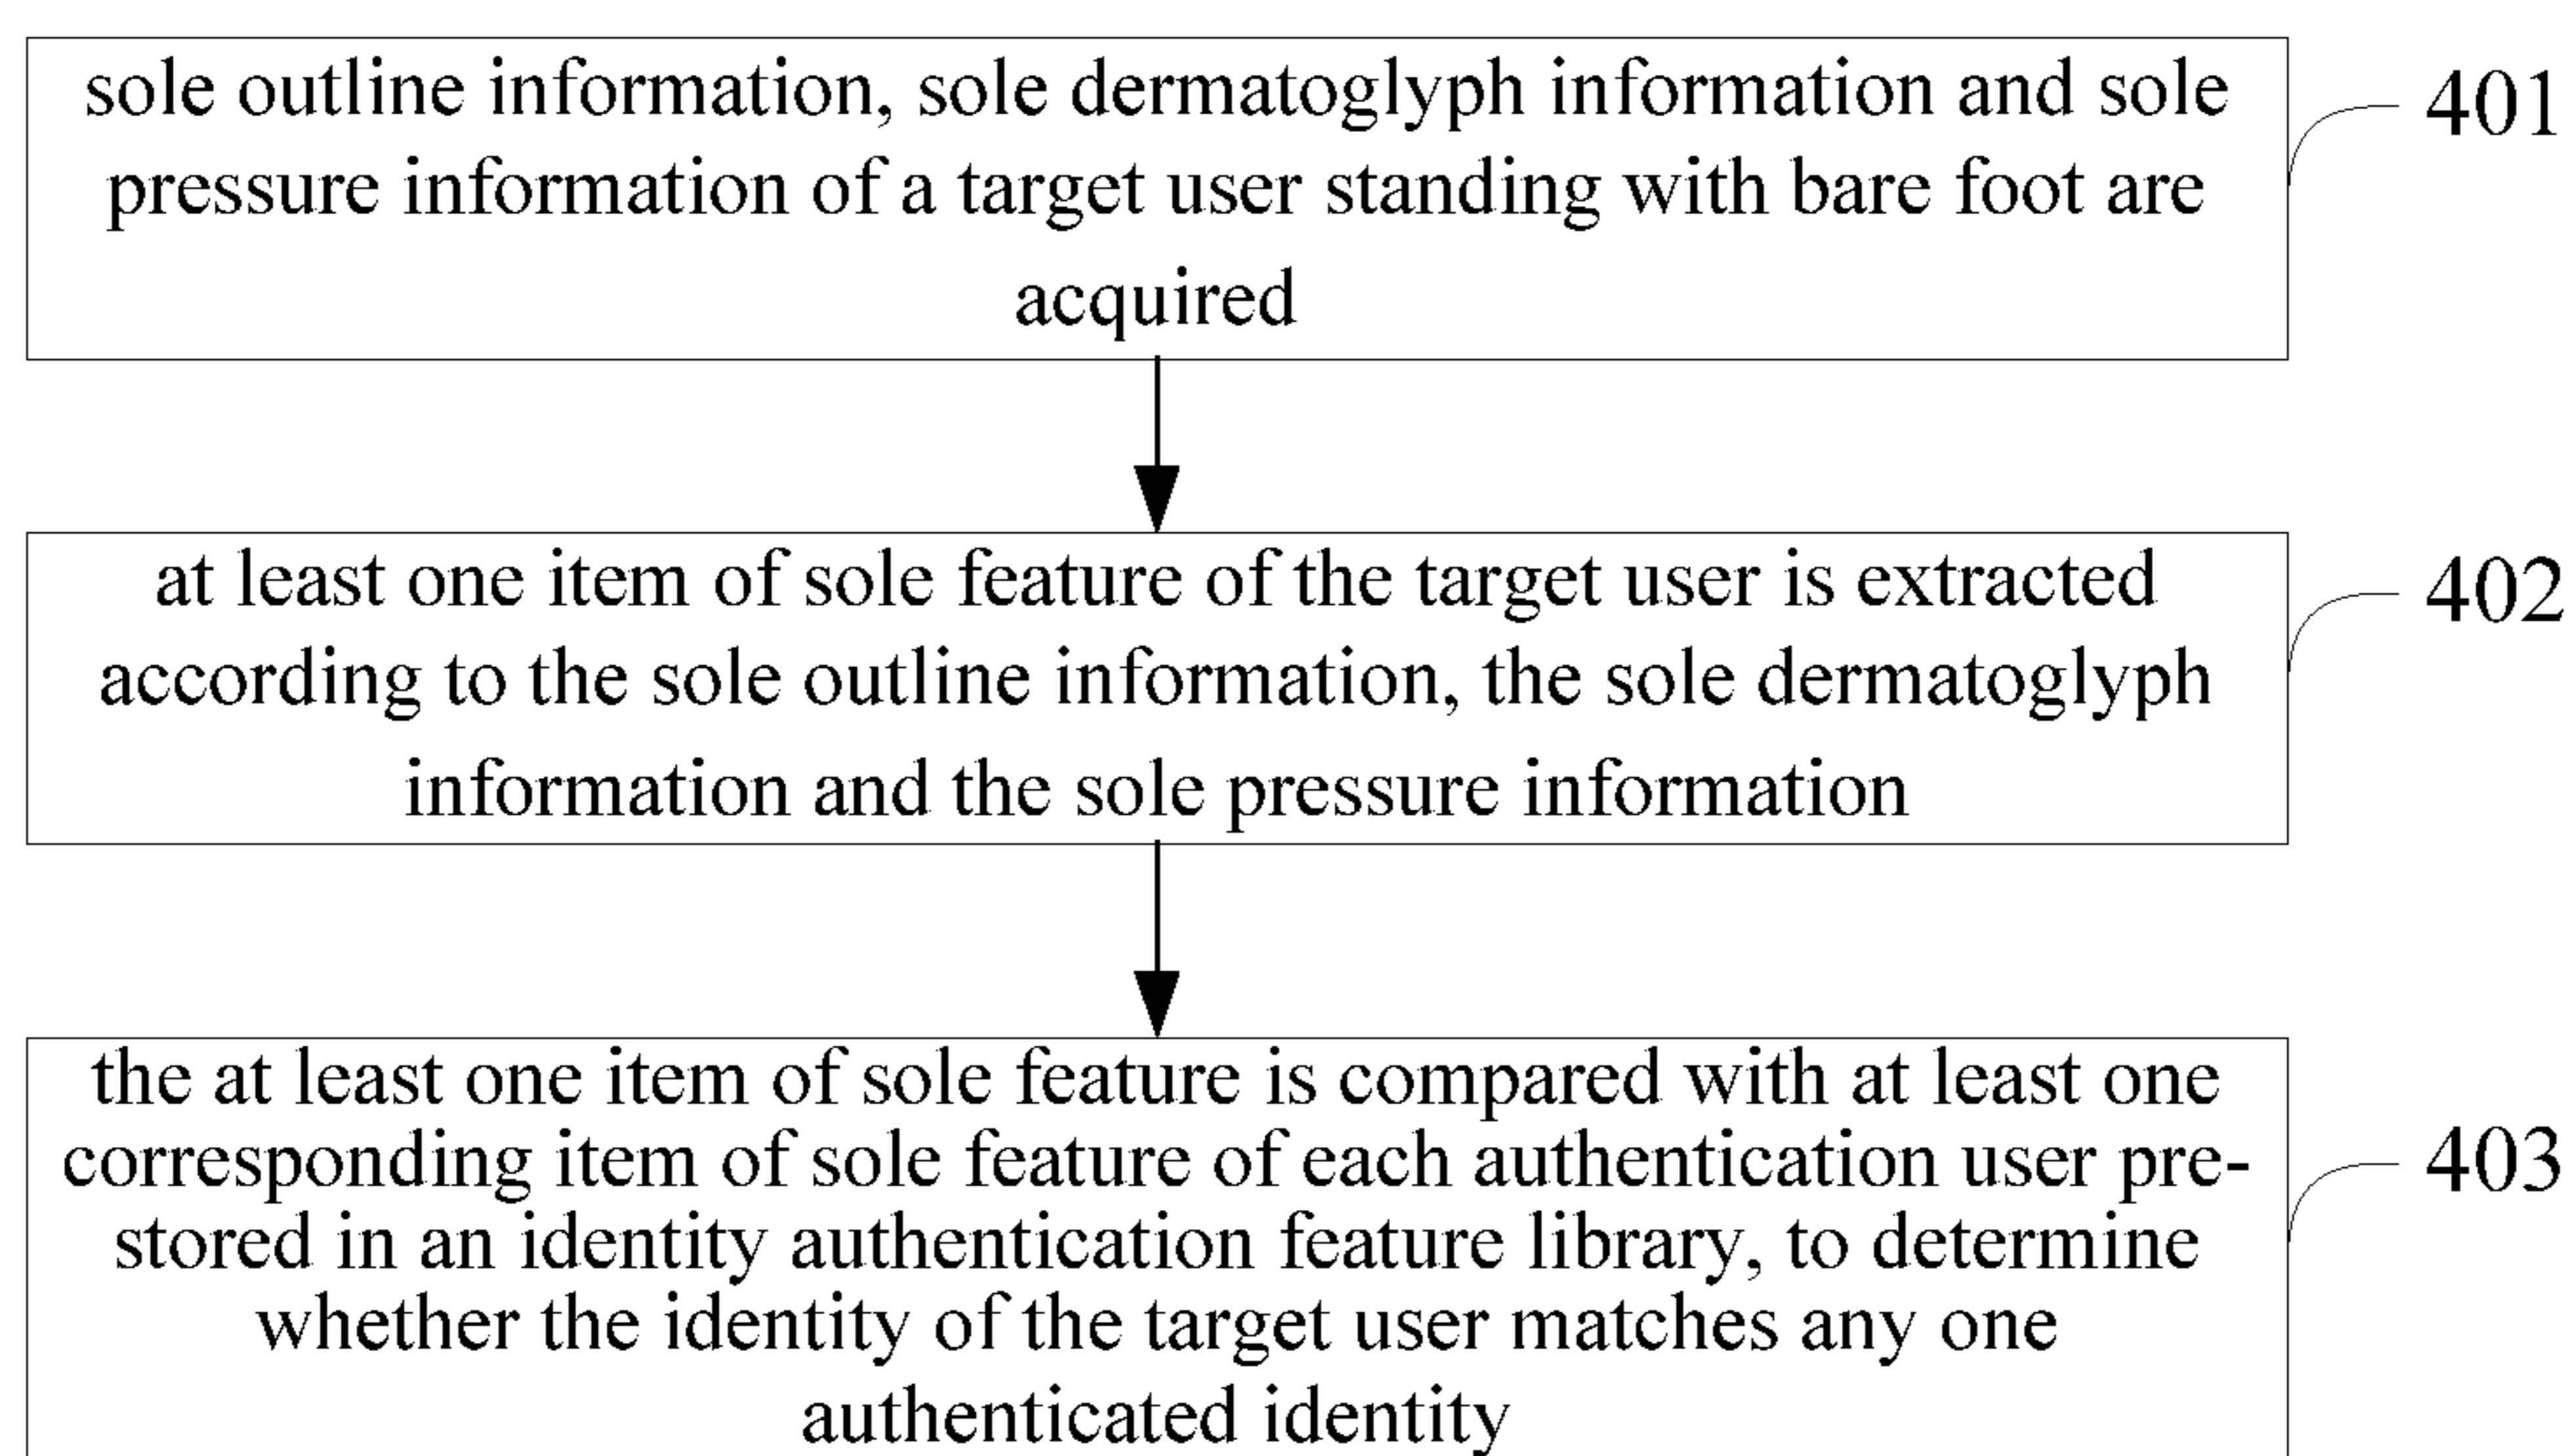 sole outline information, sole dermatoglyph information and sole
pressure information of a target user standing with bare foot are
acquired
401
at least one item of sole feature of the target user is extracted
according to the sole outline information, the sole dermatoglyph
information and the sole pressure information
402
the at least one item of sole feature is compared with at least one
corresponding item of sole feature of each authentication user pre-
stored in an identity authentication feature library, to determine
whether the identity of the target user matches any one
authenticated identity
403